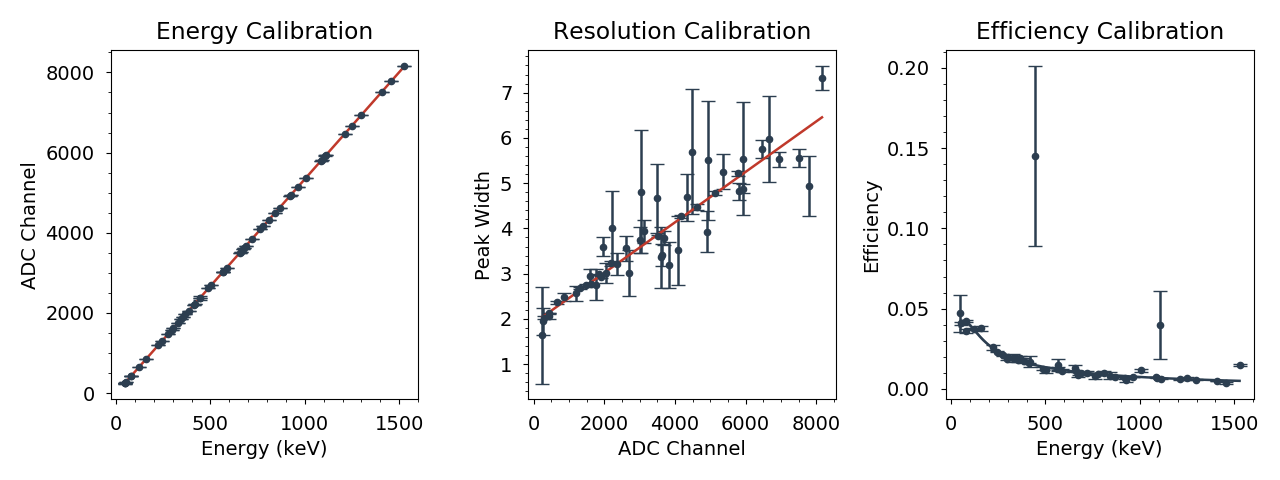 Energy Calibration
ADC Channel
8000
6000
4000
2000
0
0 500 1000 1500
Energy (keV)
Resolution Calibration
Peak Width
7
6
5
4
3
2
1
0 2000 4000 6000 8000
ADC Channel
Efficiency Calibration
Efficiency
0.20
0.15
0.10
0.05
0.00
0 500 1000 1500
Energy (keV)